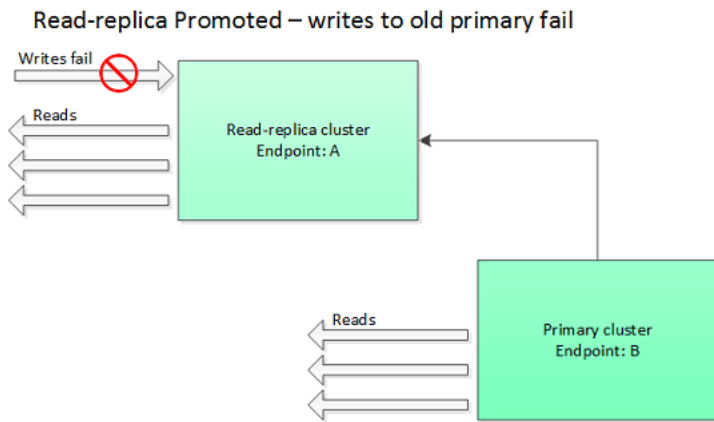 Read-replica Promoted – writes to old primary fail
Writes fail
Reads
Read-replica cluster
Endpoint: A
Reads
Primary cluster
Endpoint: B